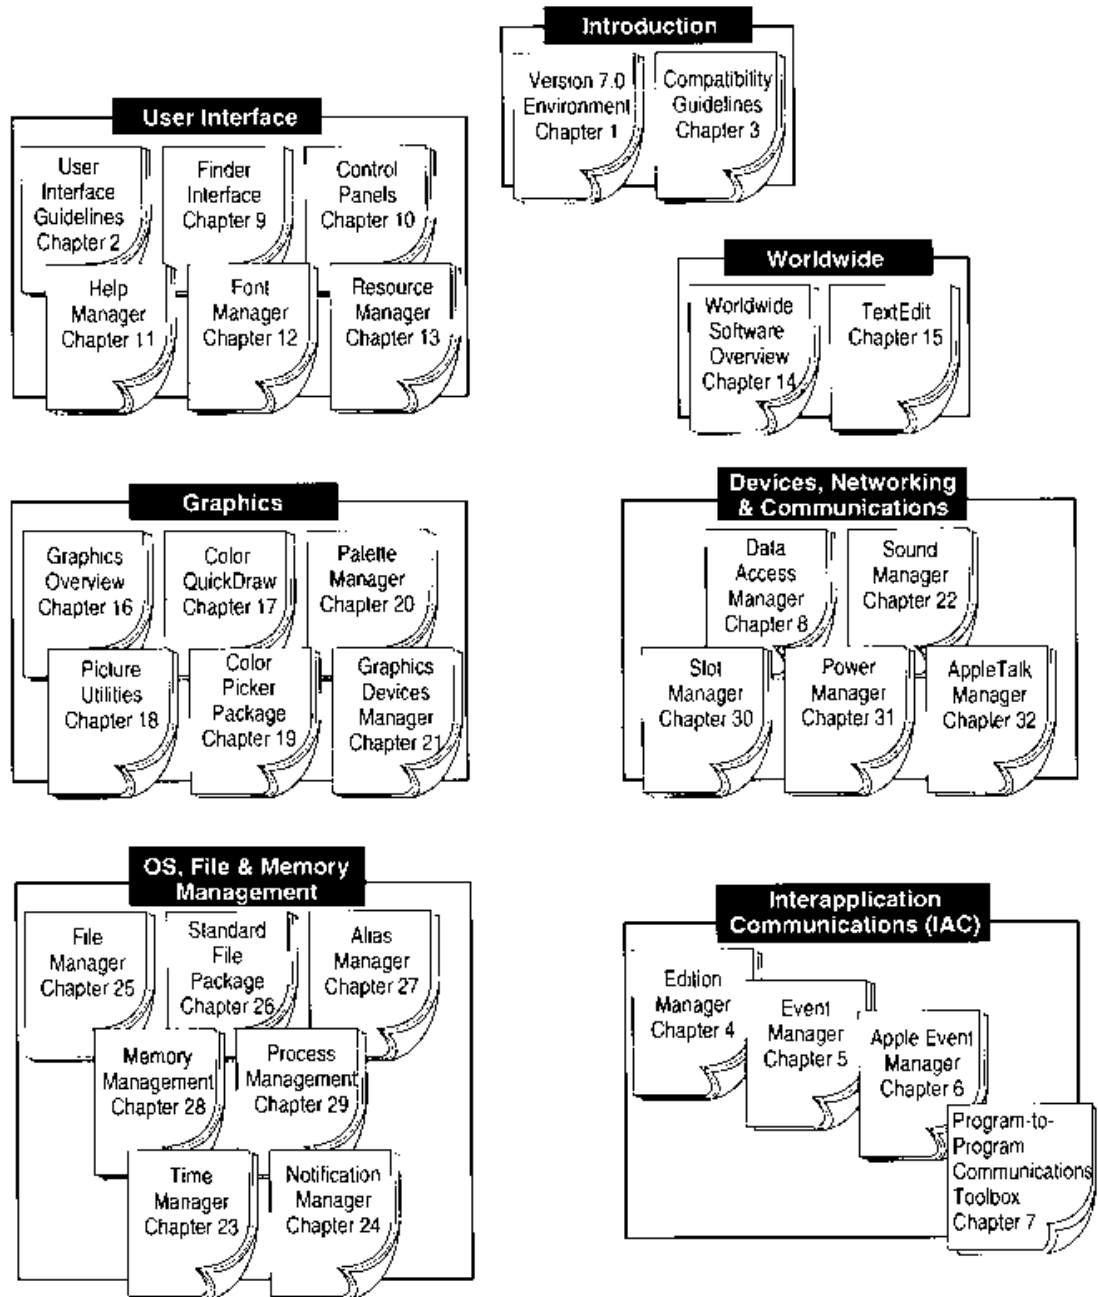 Introduction
Version 7.0
Environment
Chapter 1
Compatibility
Guidelines
Chapter 3
User Interface
User
Interface
Guidelines
Chapter 2
Finder
Interface
Chapter 9
Control
Panels
Chapter 10
Help
Manager
Chapter 11
Font
Manager
Chapter 12
Resource
Manager
Chapter 13
Worldwide
Worldwide
Software
Overview
Chapter 14
TextEdit
Chapter 15
Graphics
Graphics
Overview
Chapter 16
Color
QuickDraw
Chapter 17
Palette
Manager
Chapter 20
Picture
Utilities
Chapter 18
Color
Picker
Package
Chapter 19
Graphics
Devices
Manager
Chapter 21
Devices, Networking
& Communications
Data
Access
Manager
Chapter 8
Sound
Manager
Chapter 22
Slot
Manager
Chapter 30
Power
Manager
Chapter 31
AppleTalk
Manager
Chapter 32
OS, File & Memory
Management
File
Manager
Chapter 25
Standard
File
Package
Chapter 26
Alias
Manager
Chapter 27
Memory
Management
Chapter 28
Process
Management
Chapter 29
Time
Manager
Chapter 23
Notification
Manager
Chapter 24
Interapplication
Communications (IAC)
Edition
Manager
Chapter 4
Event
Manager
Chapter 5
Apple Event
Manager
Chapter 6
Program-to-
Program
Communications
Toolbox
Chapter 7